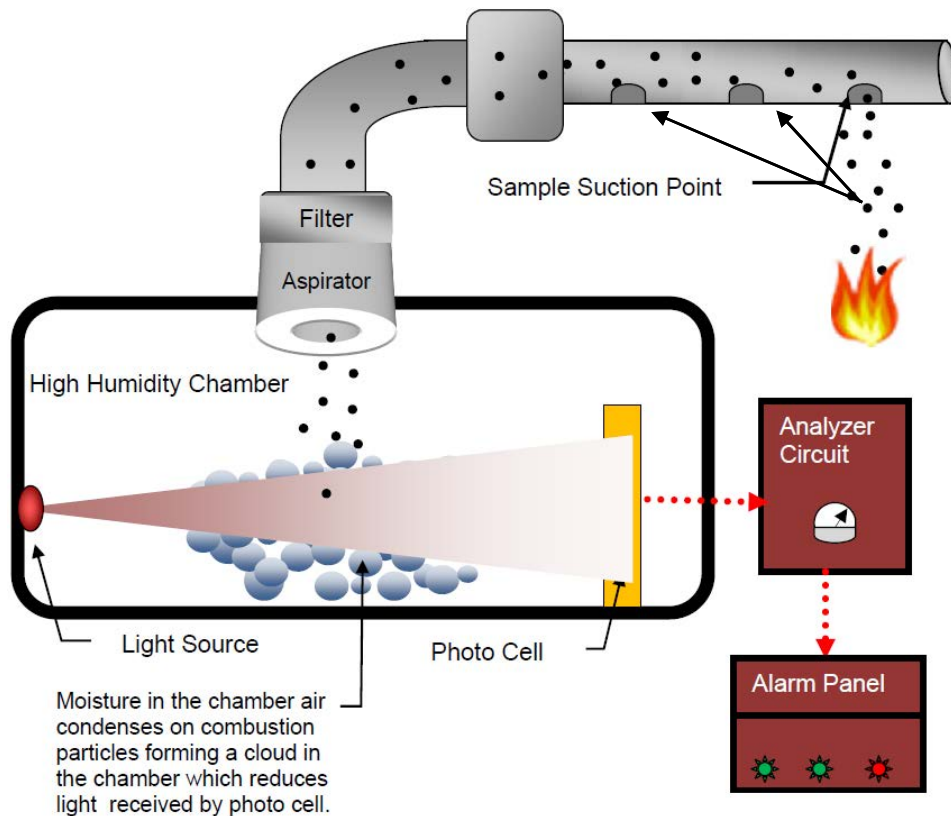 Sample Suction Point
Filter
Aspirator
High Humidity Chamber
Analyzer
Circuit
Light Source
Photo Cell
Alarm Panel
Moisture in the chamber air
condenses on combustion
particles forming a cloud in
the chamber which reduces
light received by photo cell.